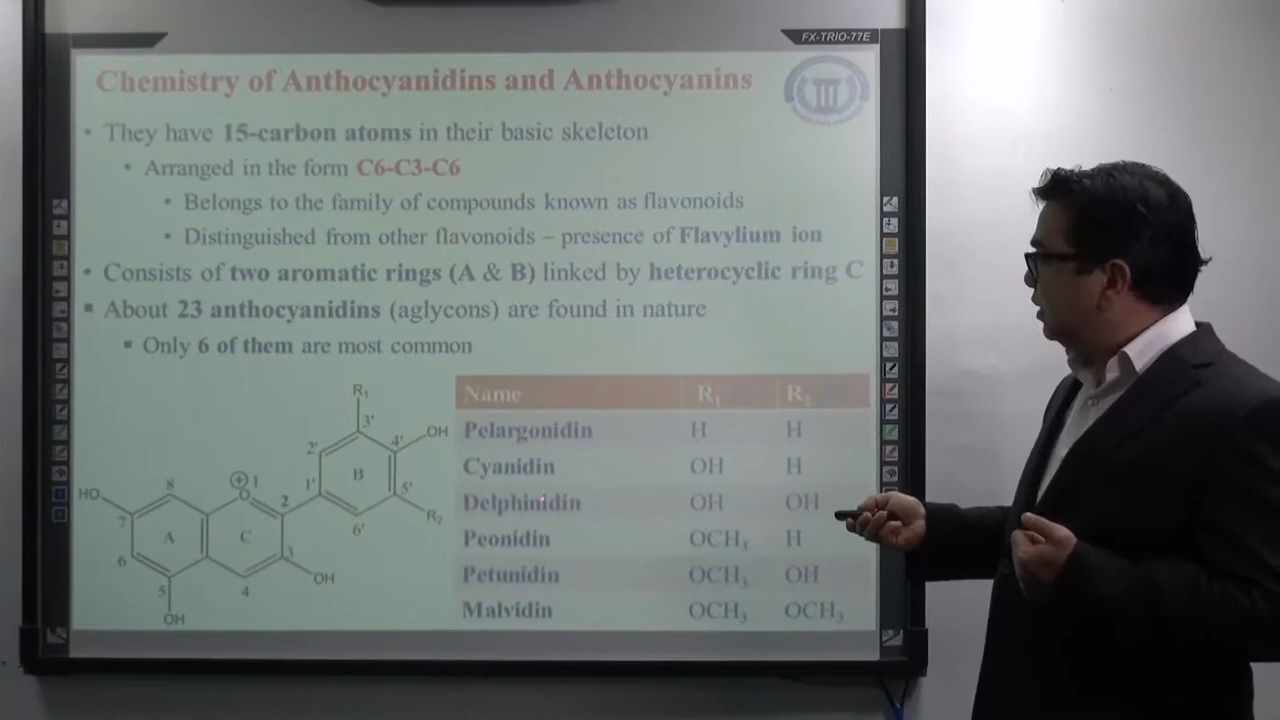 FX-TRIO-77E
Chemistry of Anthocyanidins and Anthocyanins
• They have 15-carbon atoms in their basic skeleton
• Arranged in the form C6-C3-C6
• Belongs to the family of compounds known as flavonoids
• Distinguished from other flavonoids – presence of Flavylium ion
• Consists of two aromatic rings (A & B) linked by heterocyclic ring C
▪ About 23 anthocyanidins (aglycons) are found in nature
▪ Only 6 of them are most common
R₁
3'
4' OH
2'
B
1'
5'
R₂
6'
HO
8
⊕ 1
O
2
7
A
C
6
3
5
4
OH
OH
Name R₁ R₂
Pelargonidin H H
Cyanidin OH H
Delphinidin OH OH
Peonidin OCH₃ H
Petunidin OCH₃ OH
Malvidin OCH₃ OCH₃